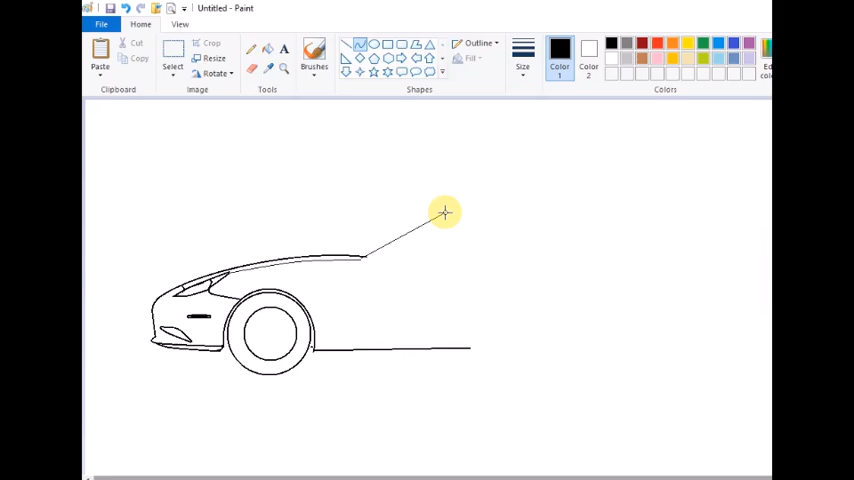 Untitled - Paint
File Home View
Paste
Cut
Copy
Clipboard
Select
Crop
Resize
Rotate
Image
A
Tools
Brushes
Outline
Fill
Shapes
Size
Color 1
Color 2
Colors
Ed